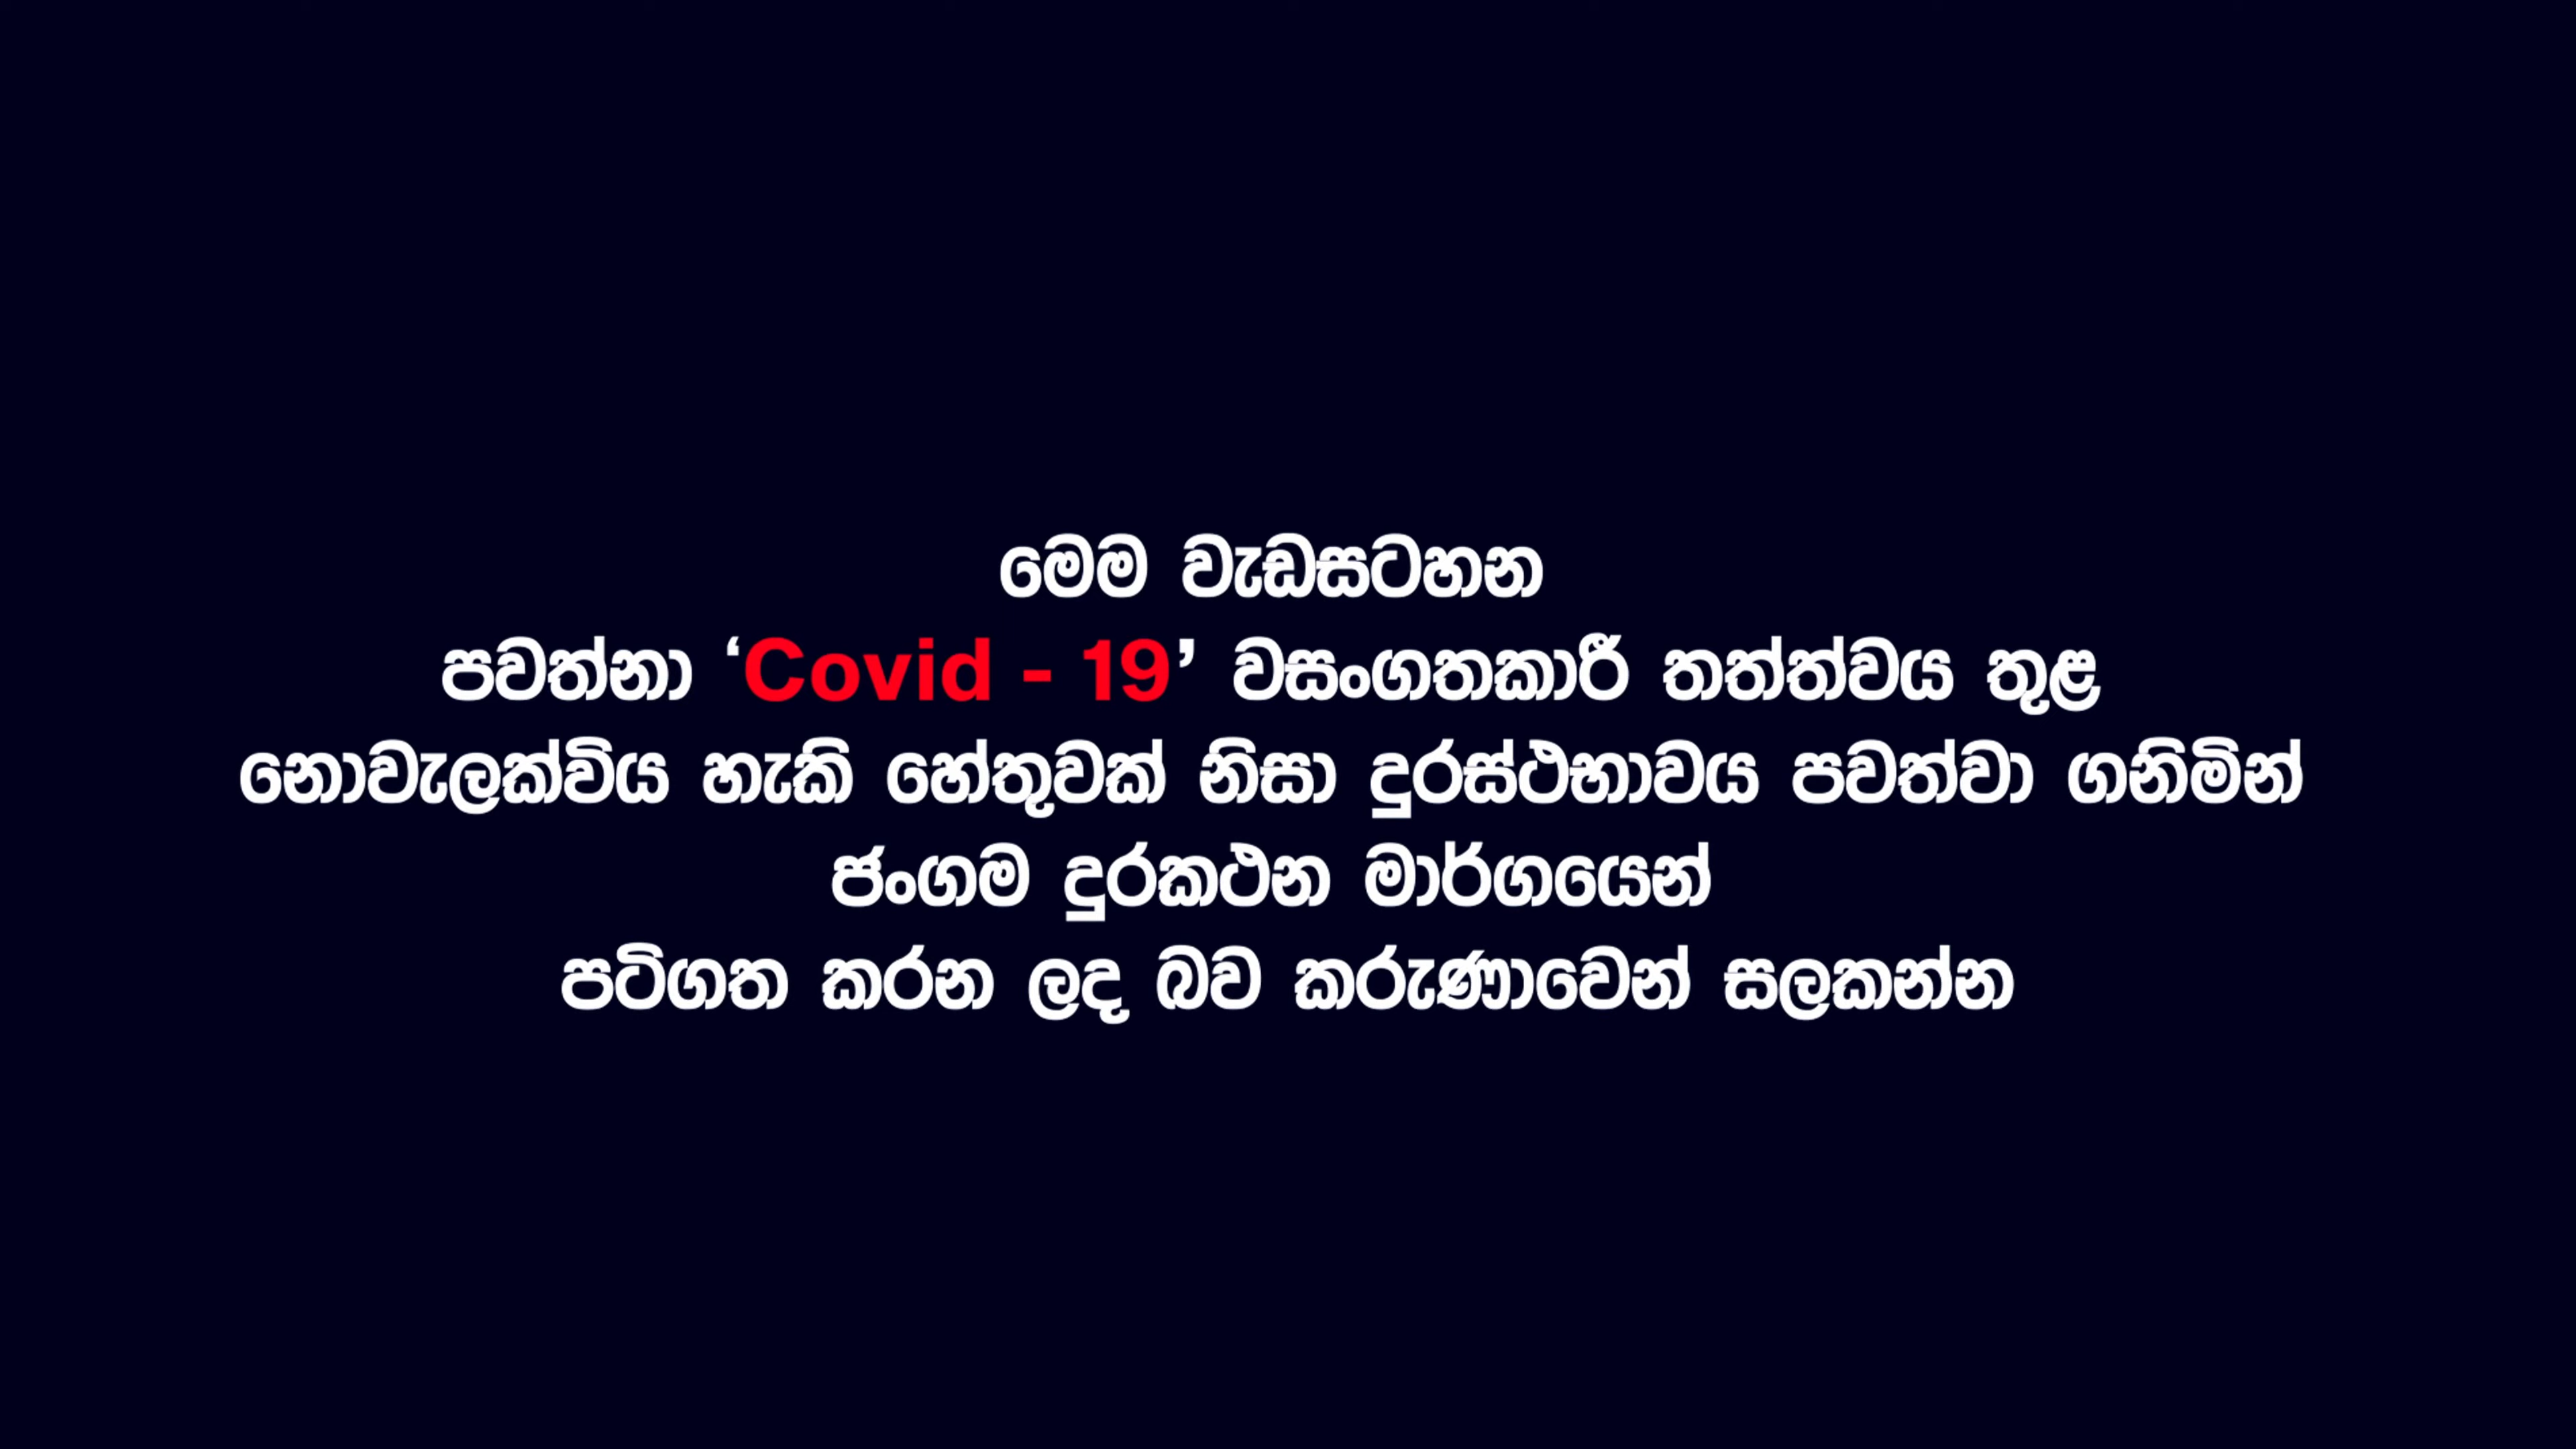 මෙම වැඩසටහන
පවත්නා ‘Covid - 19’ වසංගතකාරී තත්ත්වය තුළ
නොවැලක්විය හැකි හේතුවක් නිසා දුරස්ථභාවය පවත්වා ගනිමින්
ජංගම දුරකථන මාර්ගයෙන්
පටිගත කරන ලද බව කරුණාවෙන් සලකන්න